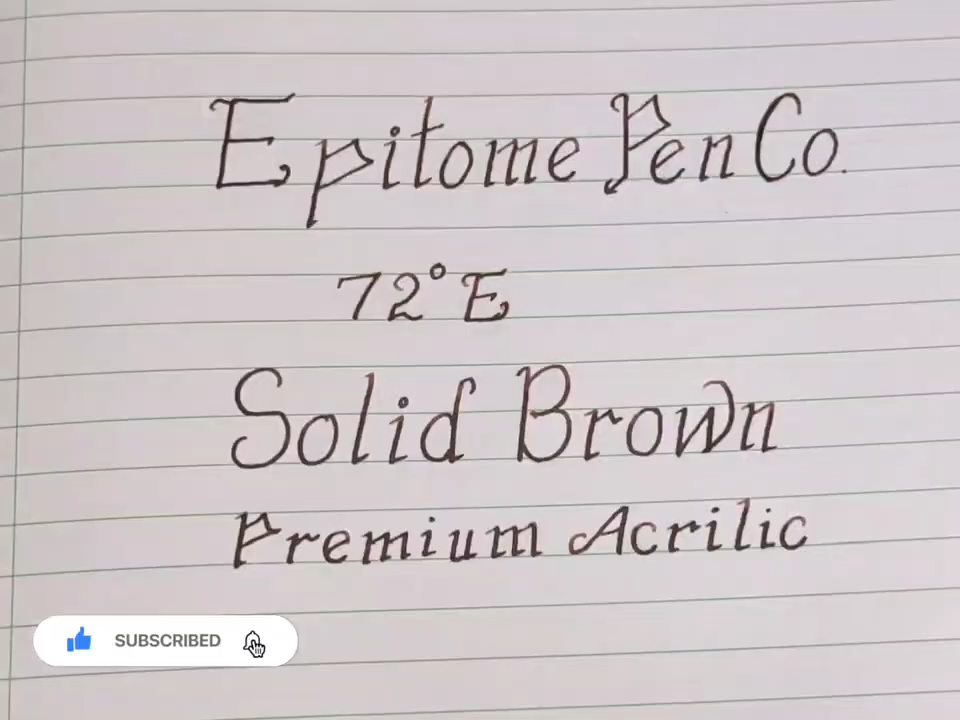 Epitome Pen Co.
72°E
Solid Brown
Premium Acrilic
SUBSCRIBED